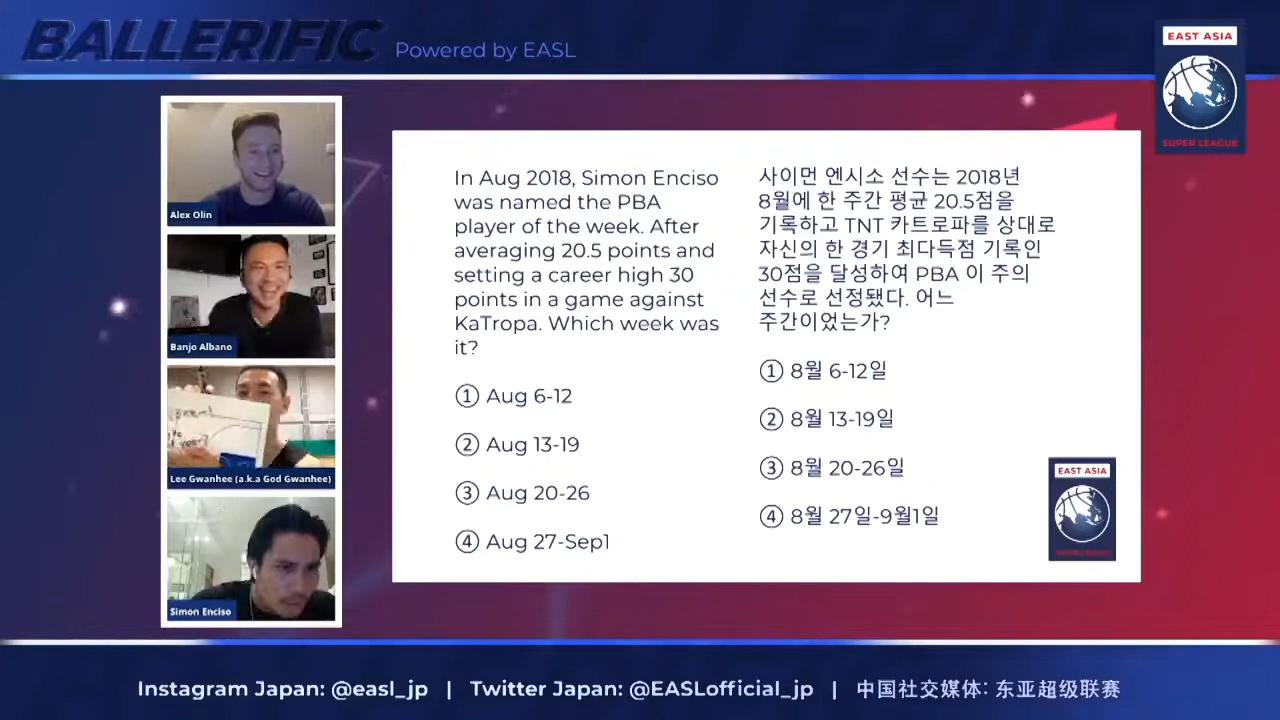 BALLERIFIC Powered by EASL
EAST ASIA
SUPER LEAGUE
Alex Olin
Banjo Albano
Lee Gwanhee (a.k.a God Gwanhee)
Simon Enciso
In Aug 2018, Simon Enciso
was named the PBA
player of the week. After
averaging 20.5 points and
setting a career high 30
points in a game against
KaTropa. Which week was
it?
① Aug 6-12
② Aug 13-19
③ Aug 20-26
④ Aug 27-Sep1
사이먼 엔시소 선수는 2018년
8월에 한 주간 평균 20.5점을
기록하고 TNT 카트로파를 상대로
자신의 한 경기 최다득점 기록인
30점을 달성하여 PBA 이 주의
선수로 선정됐다. 어느
주간이었는가?
① 8월 6-12일
② 8월 13-19일
③ 8월 20-26일
④ 8월 27일-9월1일
EAST ASIA
SUPER LEAGUE
Instagram Japan: @easl_jp | Twitter Japan: @EASLofficial_jp | 中国社交媒体: 东亚超级联赛